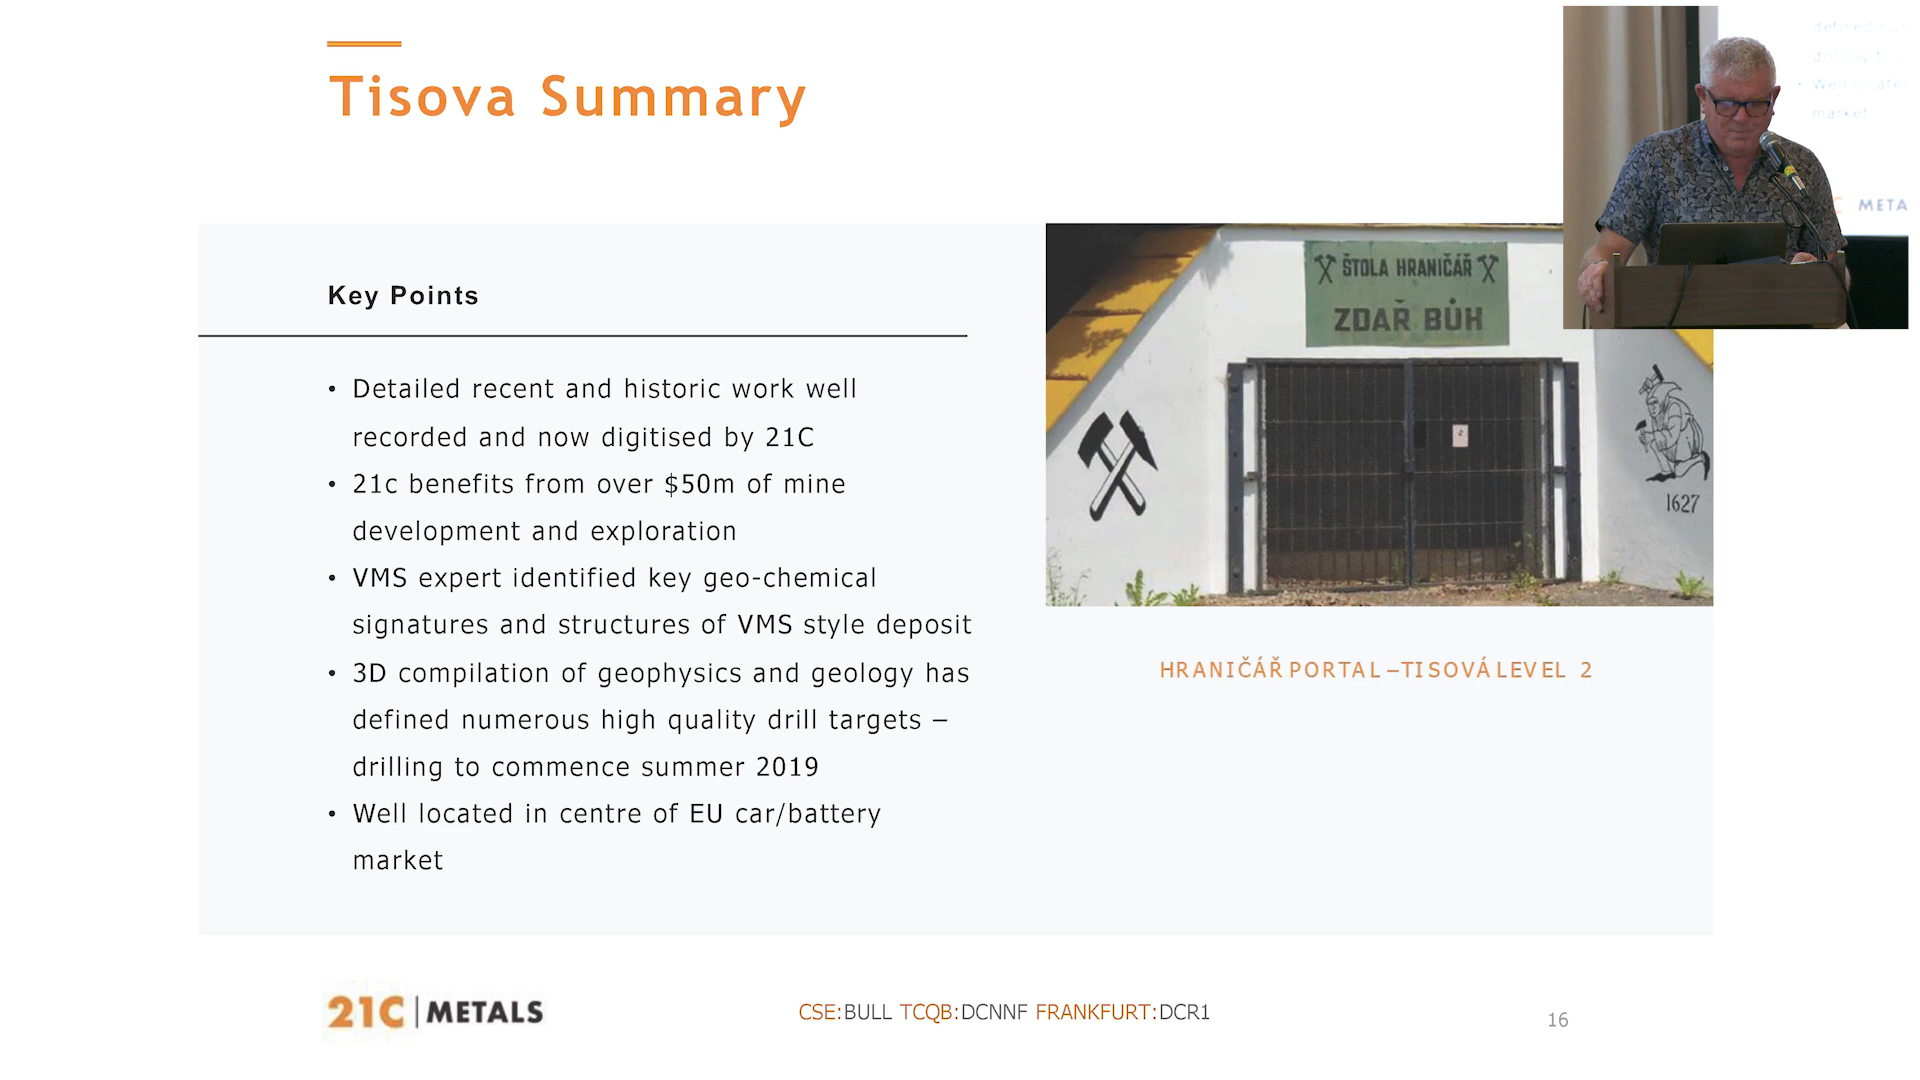 Tisova Summary
Key Points
• Detailed recent and historic work well
recorded and now digitised by 21C
• 21c benefits from over $50m of mine
development and exploration
• VMS expert identified key geo-chemical
signatures and structures of VMS style deposit
• 3D compilation of geophysics and geology has
defined numerous high quality drill targets –
drilling to commence summer 2019
• Well located in centre of EU car/battery
market
ŠTOLA HRANIČÁŘ
ZDAŘ BŮH
1627
HRANIČÁŘ PORTAL –TISOVÁ LEVEL 2
defined
market
META
21C | METALS
CSE:BULL TCQB:DCNNF FRANKFURT:DCR1
16